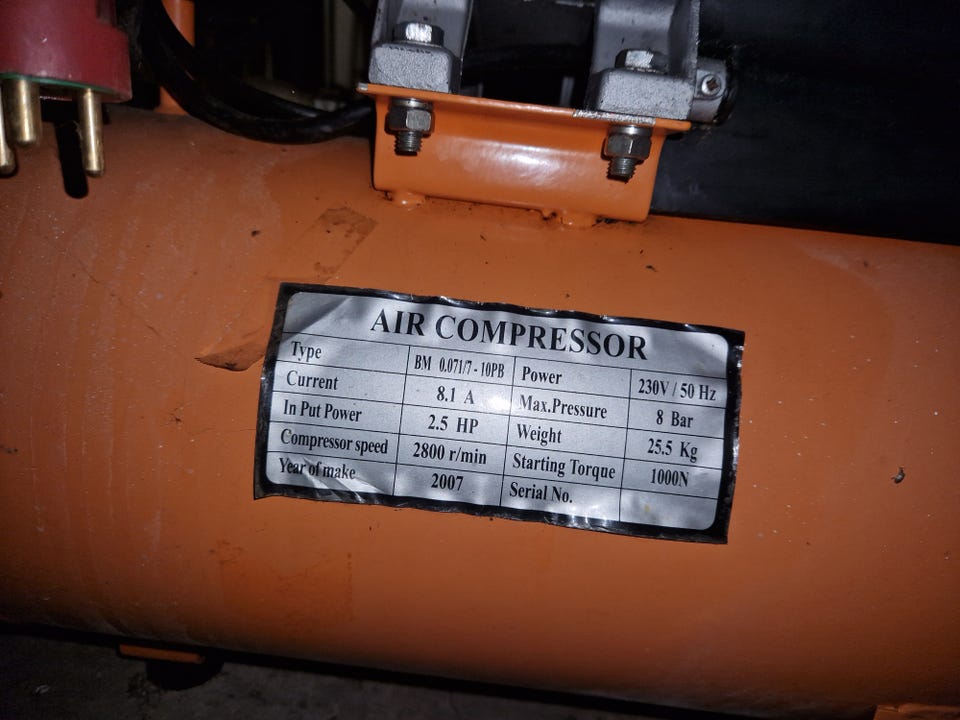 AIR COMPRESSOR
Type BM 0.071/7 - 10PB Power 230V / 50 Hz
Current 8.1 A Max.Pressure 8 Bar
In Put Power 2.5 HP Weight 25.5 Kg
Compressor speed 2800 r/min Starting Torque 1000N
Year of make 2007 Serial No.